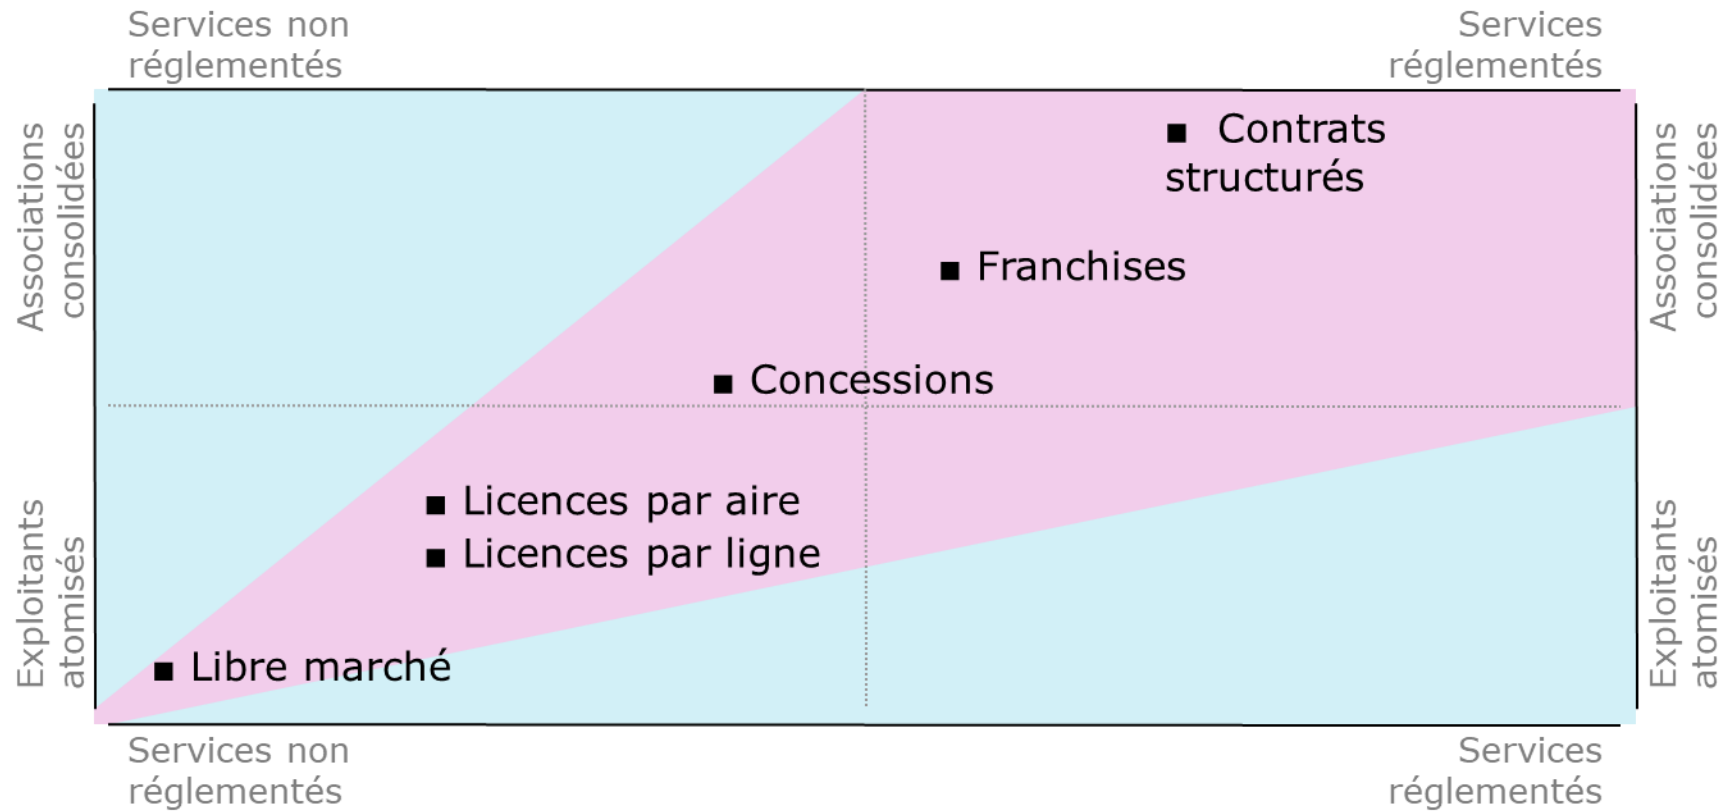 Services non
réglementés
Services
réglementés
Associations
consolidées
Exploitants
atomisés
■ Contrats
structurés
■ Franchises
■ Concessions
■ Licences par aire
■ Licences par ligne
■ Libre marché
Associations
consolidées
Exploitants
atomisés
Services non
réglementés
Services
réglementés